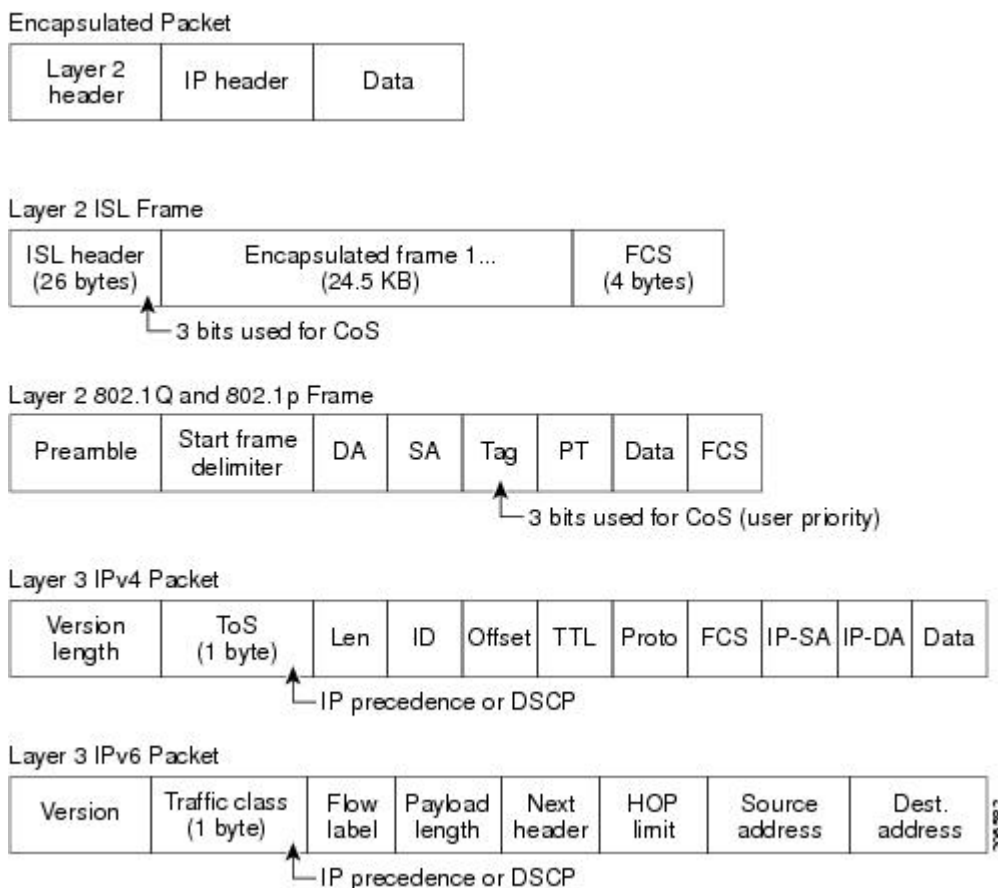 Encapsulated Packet
Layer 2
header
IP header
Data
Layer 2 ISL Frame
ISL header
(26 bytes)
Encapsulated frame 1...
(24.5 KB)
FCS
(4 bytes)
3 bits used for CoS
Layer 2 802.1Q and 802.1p Frame
Preamble
Start frame
delimiter
DA
SA
Tag
PT
Data
FCS
3 bits used for CoS (user priority)
Layer 3 IPv4 Packet
Version
length
ToS
(1 byte)
Len
ID
Offset
TTL
Proto
FCS
IP-SA
IP-DA
Data
IP precedence or DSCP
Layer 3 IPv6 Packet
Version
Traffic class
(1 byte)
Flow
label
Payload
length
Next
header
HOP
limit
Source
address
Dest.
address
IP precedence or DSCP